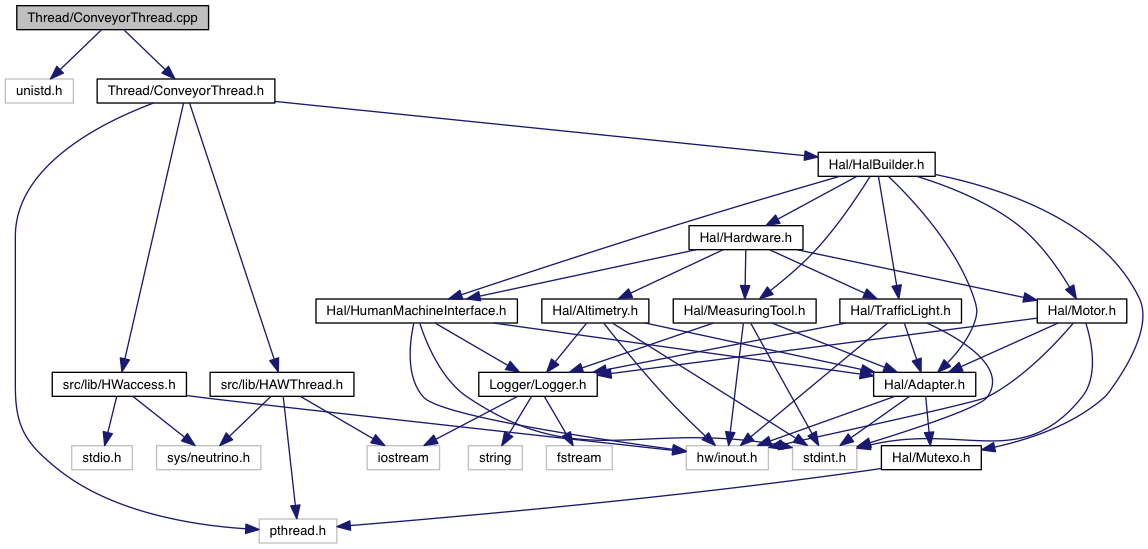 Thread/ConveyorThread.cpp
unistd.h
Thread/ConveyorThread.h
Hal/HalBuilder.h
Hal/Hardware.h
Hal/HumanMachineInterface.h
Hal/Altimetry.h
Hal/MeasuringTool.h
Hal/TrafficLight.h
Hal/Motor.h
src/lib/HWaccess.h
src/lib/HAWThread.h
Logger/Logger.h
Hal/Adapter.h
stdio.h
sys/neutrino.h
iostream
string
fstream
hw/inout.h
stdint.h
Hal/Mutexo.h
pthread.h